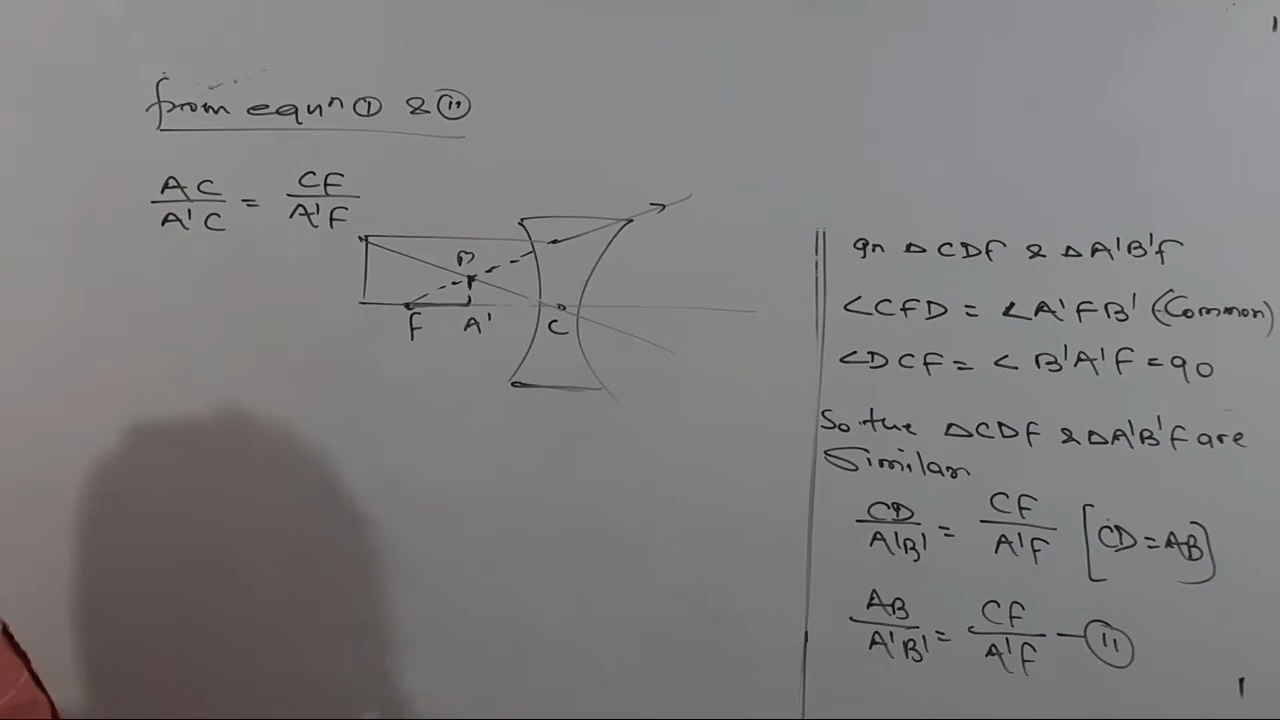 from equⁿ ① & ⑪
AC/A'C = CF/A'F
B'
F A' C
gn △CDF & △A'B'F
∠CFD = ∠A'FB' (Common)
∠DCF = ∠B'A'F = 90
So the △CDF & △A'B'F are
Similar
CD/A'B' = CF/A'F [CD = AB]
AB/A'B' = CF/A'F — ⑪